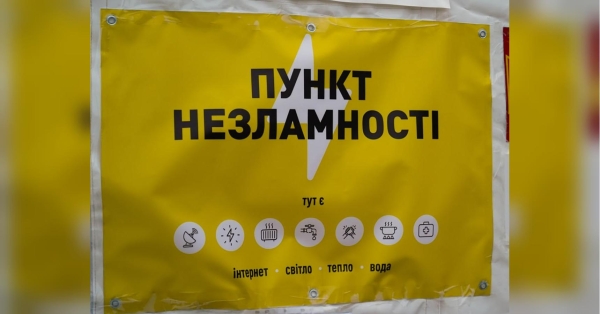 ПУНКТ
НЕЗЛАМНОСТІ
тут є
інтернет · світло · тепло · вода